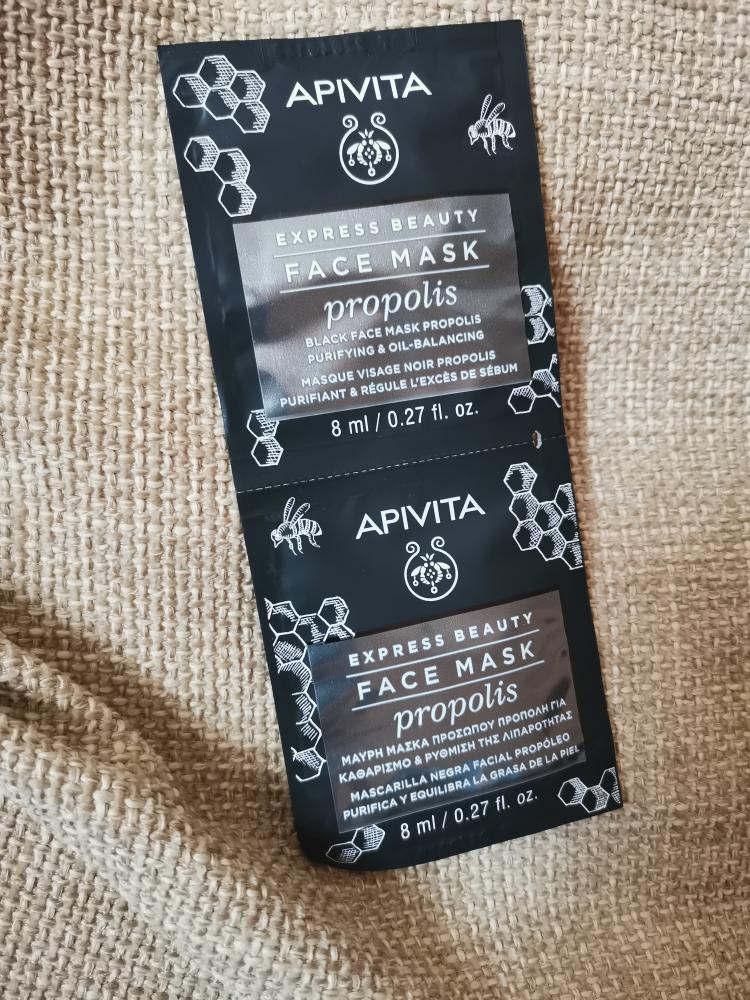 APIVITA
EXPRESS BEAUTY
FACE MASK
propolis
BLACK FACE MASK PROPOLIS
PURIFYING & OIL-BALANCING
MASQUE VISAGE NOIR PROPOLIS
PURIFIANT & RÉGULE L'EXCÈS DE SÉBUM
8 ml / 0.27 fl. oz.
APIVITA
EXPRESS BEAUTY
FACE MASK
propolis
ΜΑΥΡΗ ΜΑΣΚΑ ΠΡΟΣΩΠΟΥ ΠΡΟΠΟΛΗ ΓΙΑ
ΚΑΘΑΡΙΣΜΟ & ΡΥΘΜΙΣΗ ΤΗΣ ΛΙΠΑΡΟΤΗΤΑΣ
MASCARILLA NEGRA FACIAL PROPÓLEO
PURIFICA Y EQUILIBRA LA GRASA DE LA PIEL
8 ml / 0.27 fl. oz.